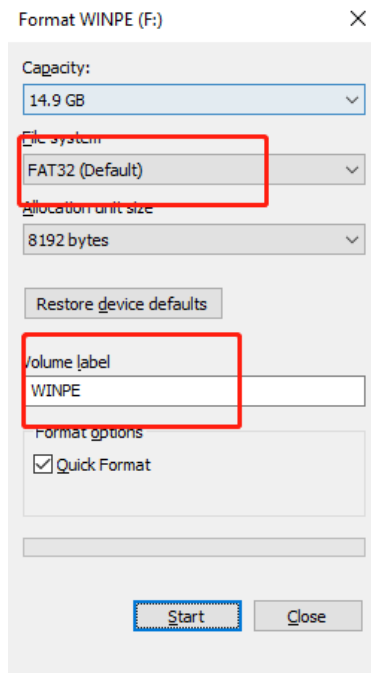 Format WINPE (F:)
Capacity:
14.9 GB
File system
FAT32 (Default)
Allocation unit size
8192 bytes
Restore device defaults
Volume label
WINPE
Format options
Quick Format
Start
Close